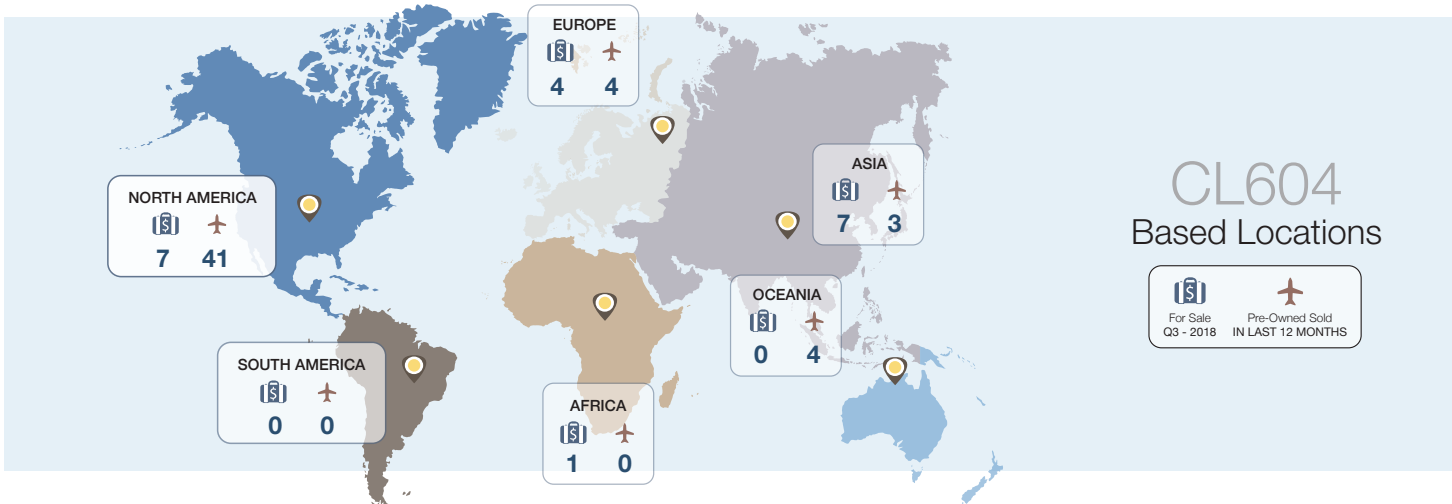 EUROPE
4 4
NORTH AMERICA
7 41
ASIA
7 3
OCEANIA
0 4
SOUTH AMERICA
0 0
AFRICA
1 0
CL604
Based Locations
$
For Sale
Q3 - 2018
Pre-Owned Sold
IN LAST 12 MONTHS